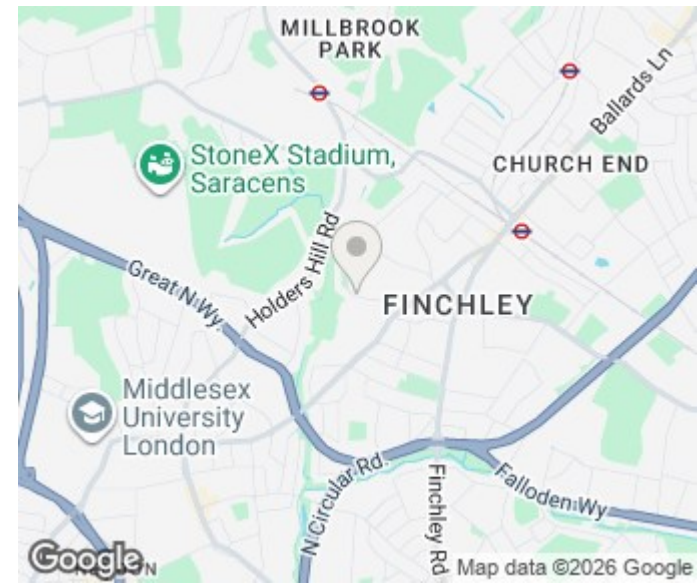 MILLBROOK
PARK
Ballards Ln
StoneX Stadium,
Saracens
CHURCH END
Holders Hill Rd
Great N Wy.
FINCHLEY
Middlesex
University
London
N Circular Rd.
Finchley Rd
Falloden Wy
Google
Map data ©2026 Google